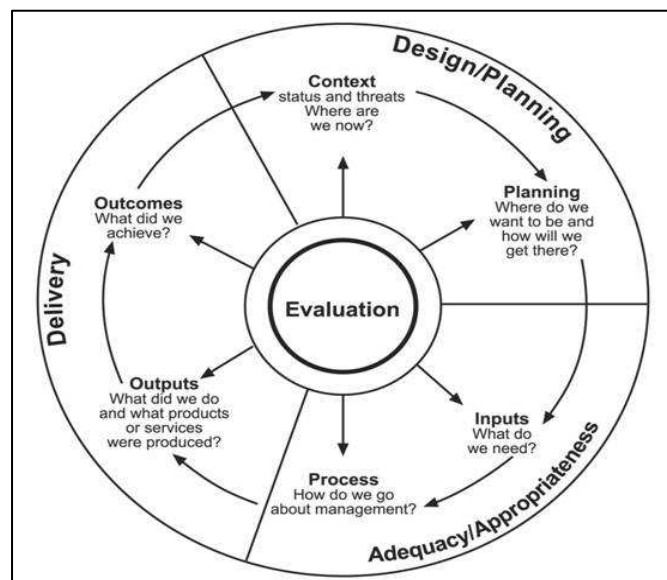 Design/Planning
Context
status and threats
Where are
we now?
Planning
Where do we
want to be and
how will we
get there?
Inputs
What do
we need?
Adequacy/Appropriateness
Process
How do we go
about management?
Outputs
What did we do
and what products
or services
were produced?
Delivery
Outcomes
What did we
achieve?
Evaluation